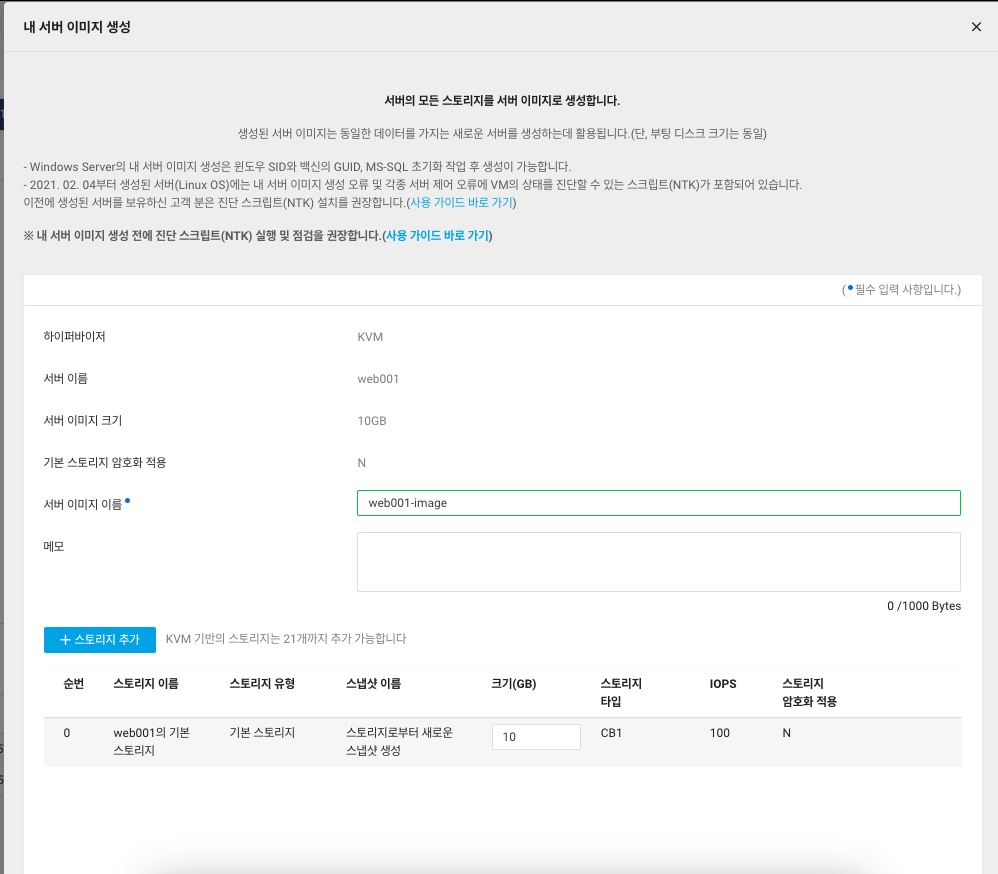 내 서버 이미지 생성
서버의 모든 스토리지를 서버 이미지로 생성합니다.
생성된 서버 이미지는 동일한 데이터를 가지는 새로운 서버를 생성하는데 활용됩니다.(단, 부팅 디스크 크기는 동일)
- Windows Server의 내 서버 이미지 생성은 윈도우 SID와 백신의 GUID, MS-SQL 초기화 작업 후 생성이 가능합니다.
- 2021. 02. 04부터 생성된 서버(Linux OS)에는 내 서버 이미지 생성 오류 및 각종 서버 제어 오류에 VM의 상태를 진단할 수 있는 스크립트(NTK)가 포함되어 있습니다.
이전에 생성된 서버를 보유하신 고객 분은 진단 스크립트(NTK) 설치를 권장합니다.(사용 가이드 바로 가기)
※ 내 서버 이미지 생성 전에 진단 스크립트(NTK) 실행 및 점검을 권장합니다.(사용 가이드 바로 가기)
(•필수 입력 사항입니다.)
하이퍼바이저 KVM
서버 이름 web001
서버 이미지 크기 10GB
기본 스토리지 암호화 적용 N
서버 이미지 이름• web001-image
메모
0 /1000 Bytes
+ 스토리지 추가 KVM 기반의 스토리지는 21개까지 추가 가능합니다
순번 스토리지 이름 스토리지 유형 스냅샷 이름 크기(GB) 스토리지 IOPS 스토리지
타입 암호화 적용
0 web001의 기본 기본 스토리지 스토리지로부터 새로운 10 CB1 100 N
스토리지 스냅샷 생성